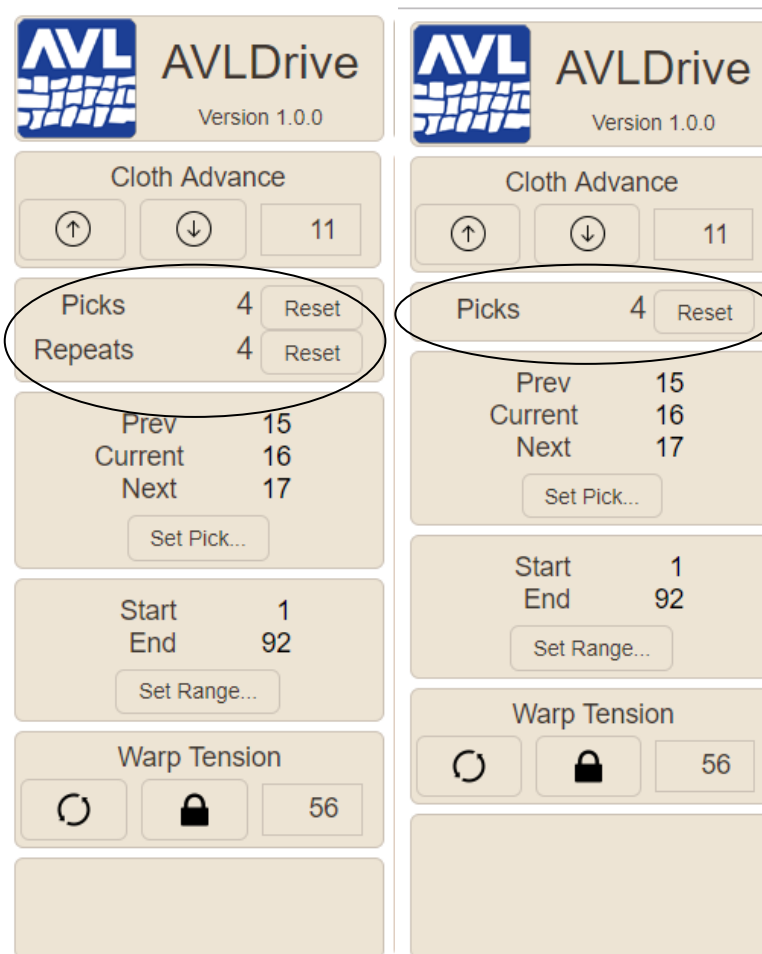 AVL
AVLDrive
Version 1.0.0
Cloth Advance
11
Picks 4 Reset
Repeats 4 Reset
Prev 15
Current 16
Next 17
Set Pick...
Start 1
End 92
Set Range...
Warp Tension
56
AVL
AVLDrive
Version 1.0.0
Cloth Advance
11
Picks 4 Reset
Prev 15
Current 16
Next 17
Set Pick...
Start 1
End 92
Set Range...
Warp Tension
56